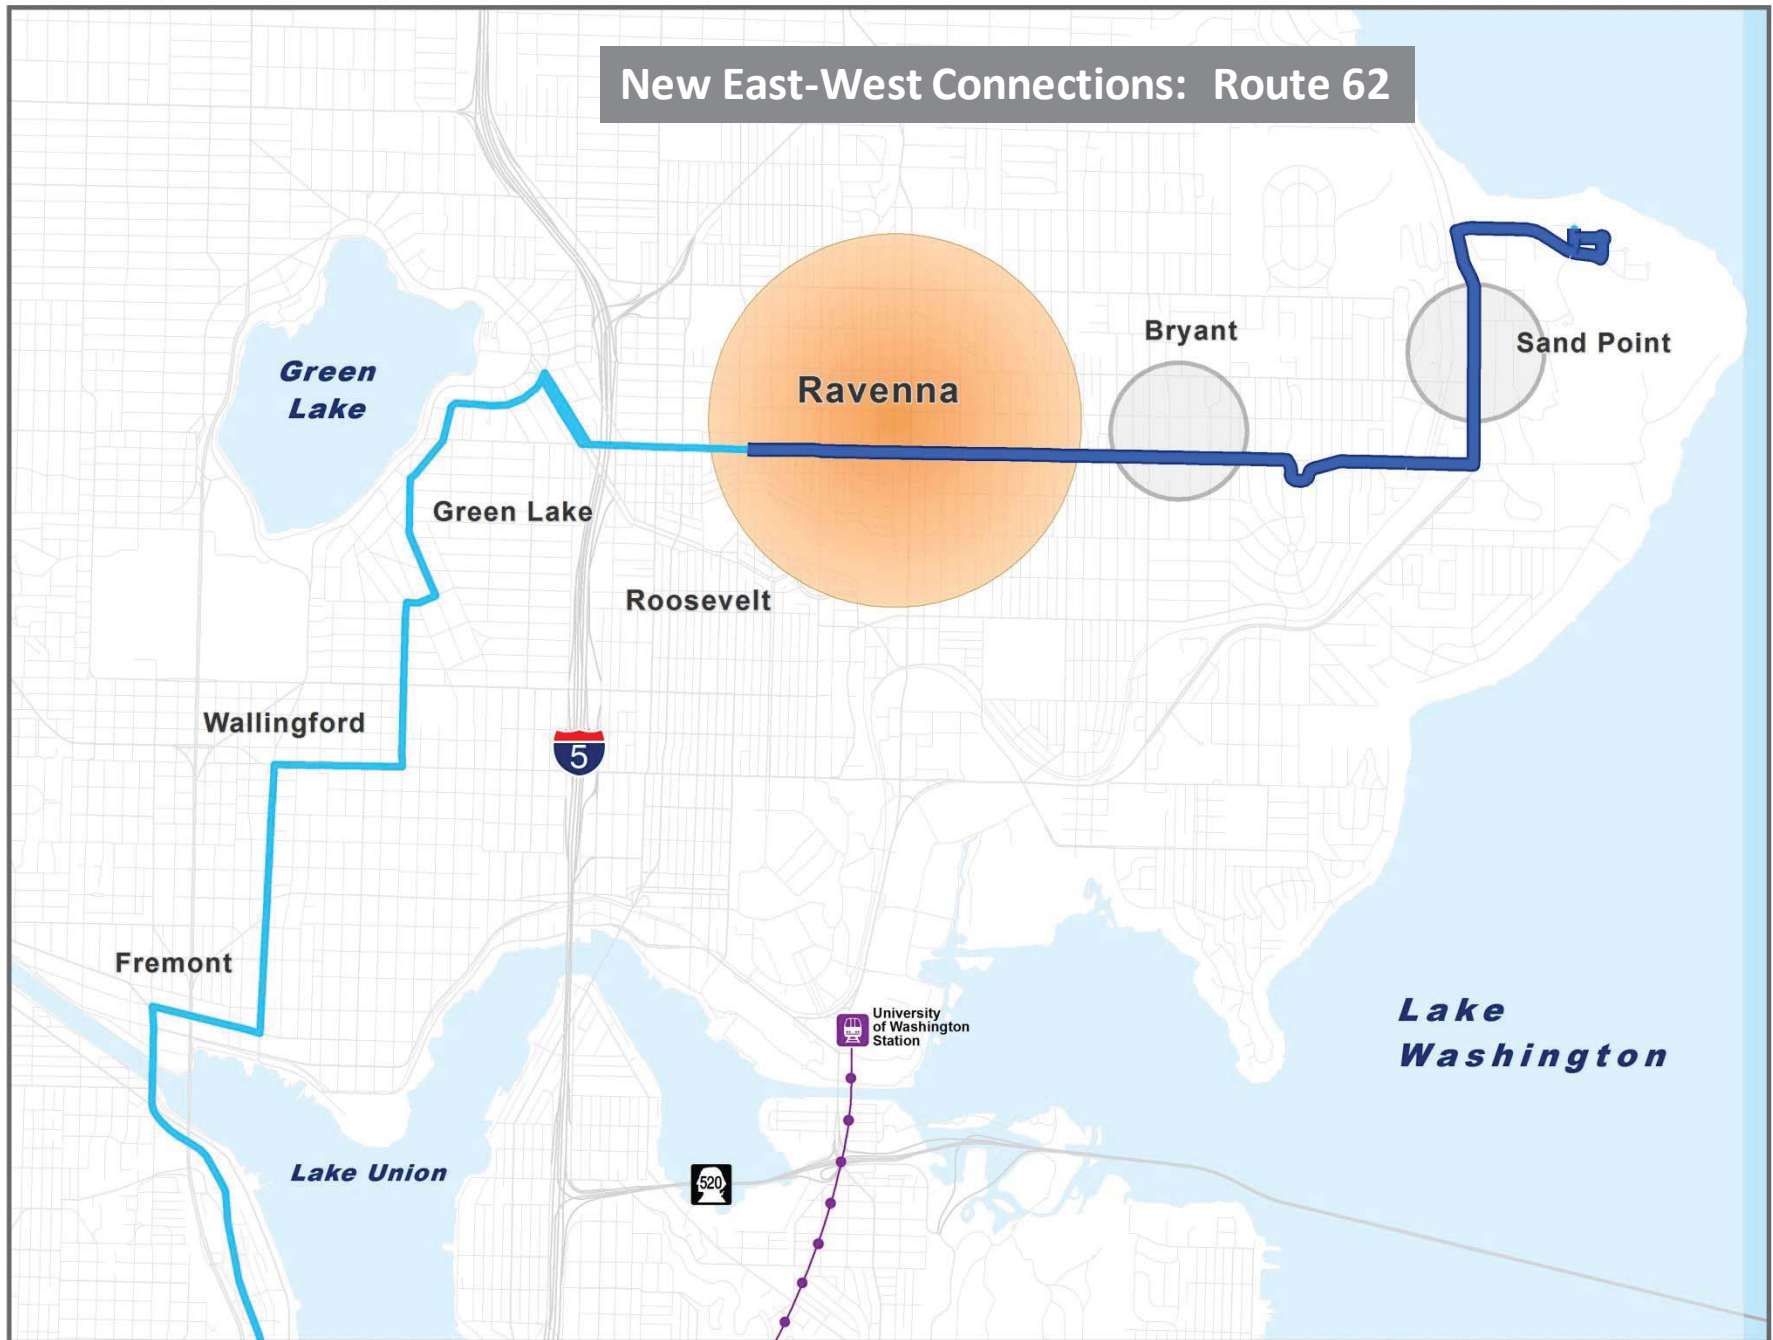 New East-West Connections: Route 62
Bryant
Sand Point
Green
Lake
Ravenna
Green Lake
Roosevelt
Wallingford
5
Fremont
University
of Washington
Station
Lake
Washington
Lake Union
520